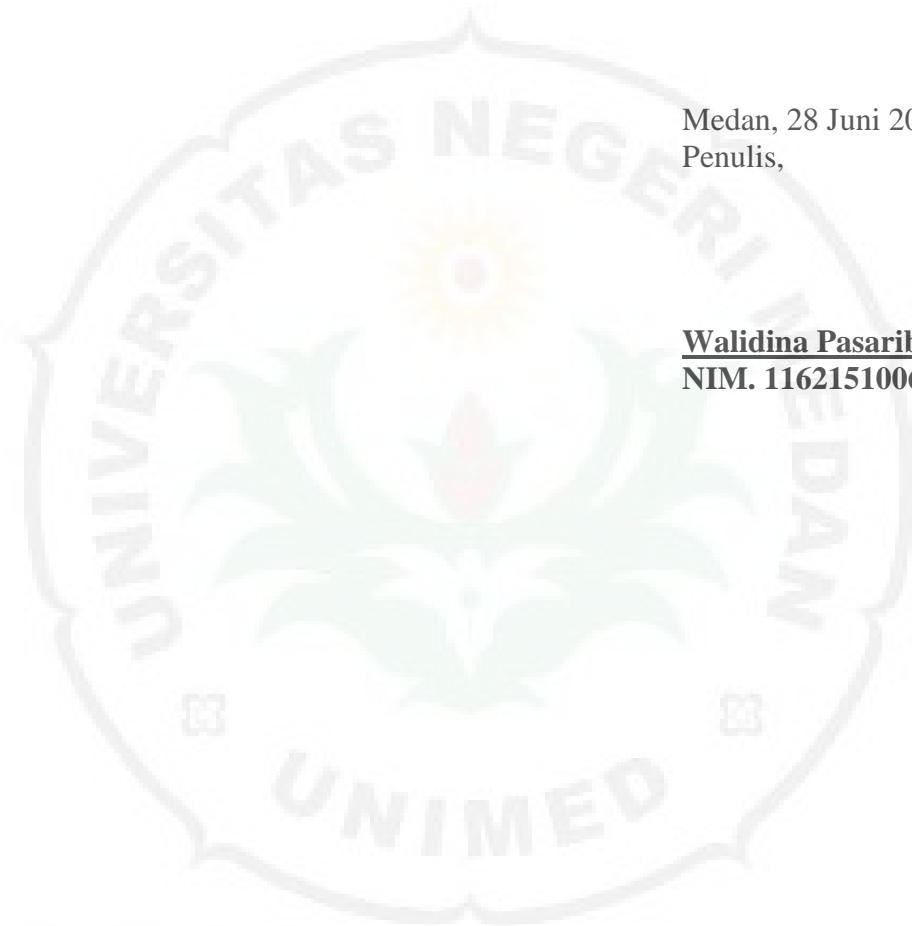 Medan, 28 Juni 20
Penulis,
Walidina Pasarib
NIM. 116215100
UNIVERSITAS NEGERI MEDAN
UNIMED